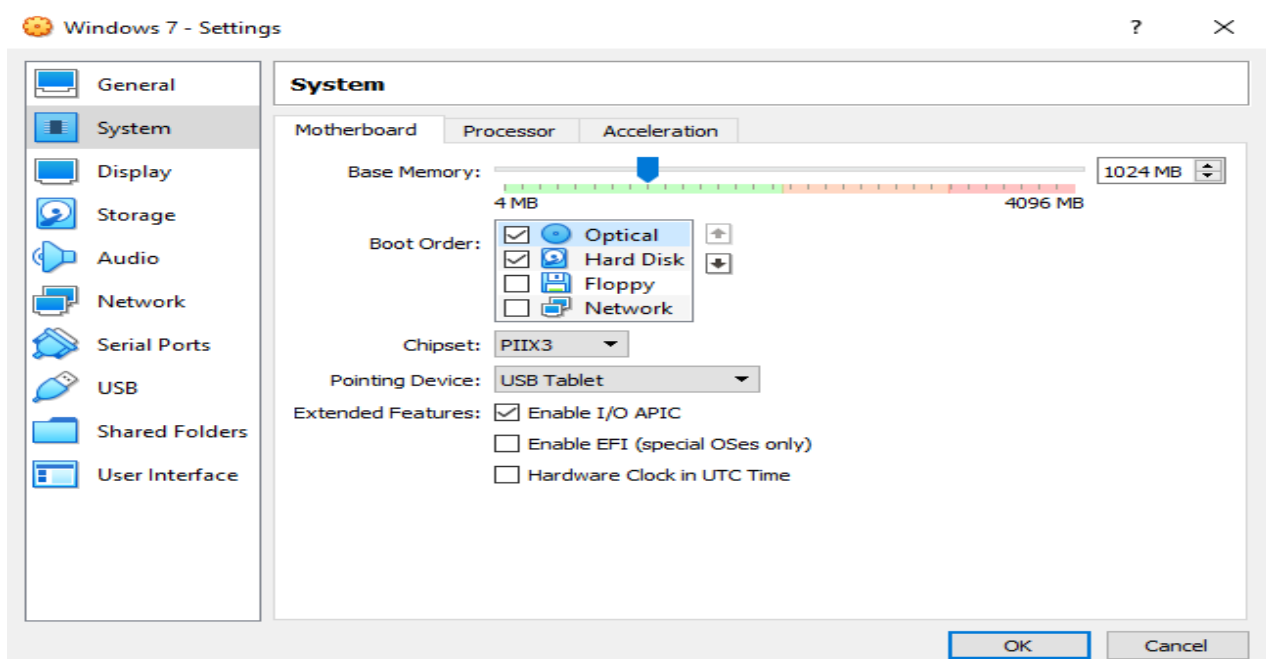 Windows 7 - Settings
?
General
System
Display
Storage
Audio
Network
Serial Ports
USB
Shared Folders
User Interface
System
Motherboard Processor Acceleration
Base Memory: 1024 MB
4 MB 4096 MB
Boot Order:
Optical
Hard Disk
Floppy
Network
Chipset: PIIX3
Pointing Device: USB Tablet
Extended Features: Enable I/O APIC
Enable EFI (special OSes only)
Hardware Clock in UTC Time
OK Cancel